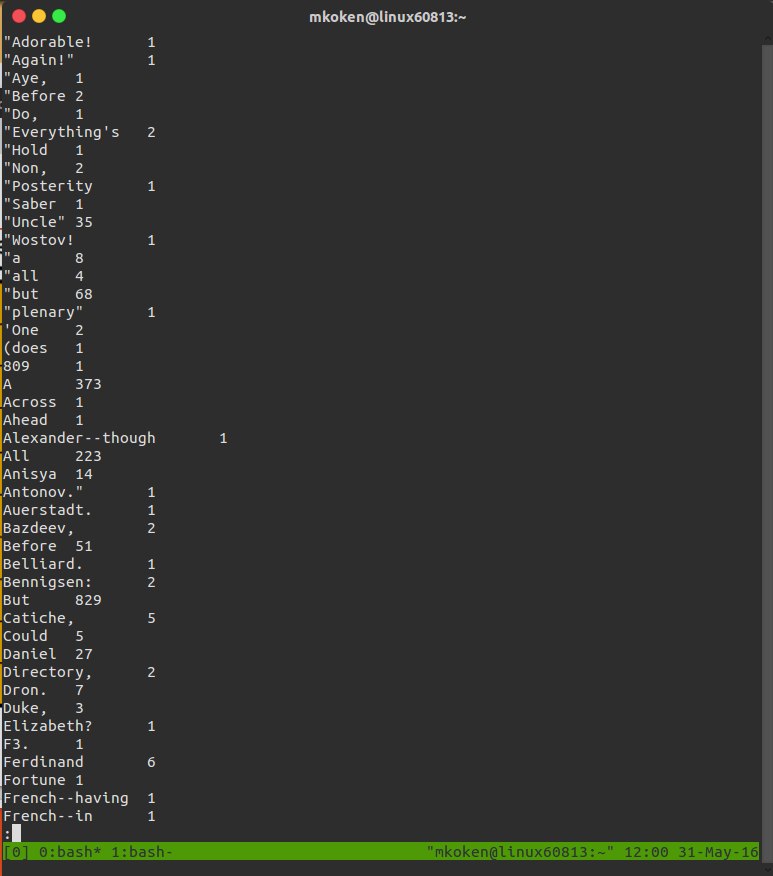 mkoken@linux60813:~
"Adorable! 1
"Again!" 1
"Aye, 1
"Before 2
"Do, 1
"Everything's 2
"Hold 1
"Non, 2
"Posterity 1
"Saber 1
"Uncle" 35
"Wostov! 1
"a 8
"all 4
"but 68
"plenary" 1
'One 2
(does 1
809 1
A 373
Across 1
Ahead 1
Alexander--though 1
All 223
Anisya 14
Antonov." 1
Auerstadt. 1
Bazdeev, 2
Before 51
Belliard. 1
Bennigsen: 2
But 829
Catiche, 5
Could 5
Daniel 27
Directory, 2
Dron. 7
Duke, 3
Elizabeth? 1
F3. 1
Ferdinand 6
Fortune 1
French--having 1
French--in 1
:
[0] 0:bash* 1:bash- "mkoken@linux60813:~" 12:00 31-May-16